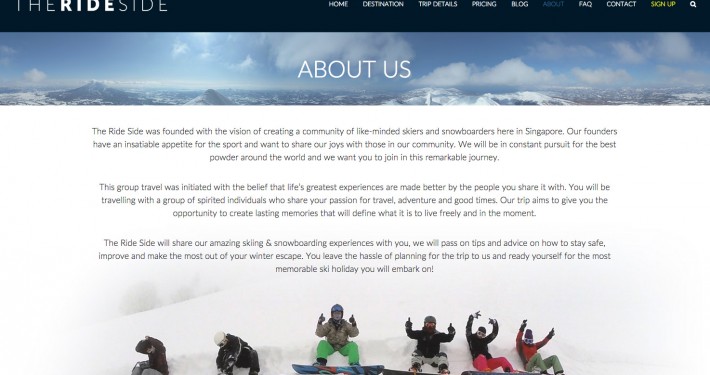 THERIDESIDE
HOME DESTINATION TRIP DETAILS PRICING BLOG ABOUT FAQ CONTACT SIGN UP
ABOUT US
The Ride Side was founded with the vision of creating a community of like-minded skiers and snowboarders here in Singapore. Our founders
have an insatiable appetite for the sport and want to share our joys with those in our community. We will be in constant pursuit for the best
powder around the world and we want you to join in this remarkable journey.
This group travel was initiated with the belief that life's greatest experiences are made better by the people you share it with. You will be
travelling with a group of spirited individuals who share your passion for travel, adventure and good times. Our trip aims to give you the
opportunity to create lasting memories that will define what it is to live freely and in the moment.
The Ride Side will share our amazing skiing & snowboarding experiences with you, we will pass on tips and advice on how to stay safe,
improve and make the most out of your winter escape. You leave the hassle of planning for the trip to us and ready yourself for the most
memorable ski holiday you will embark on!